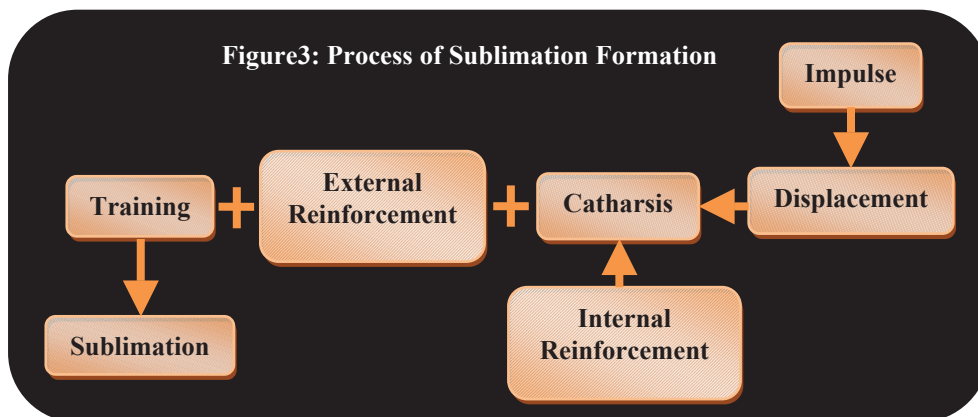 Figure3: Process of Sublimation Formation
Impulse
Displacement
Catharsis
Internal
Reinforcement
External
Reinforcement
Training
Sublimation